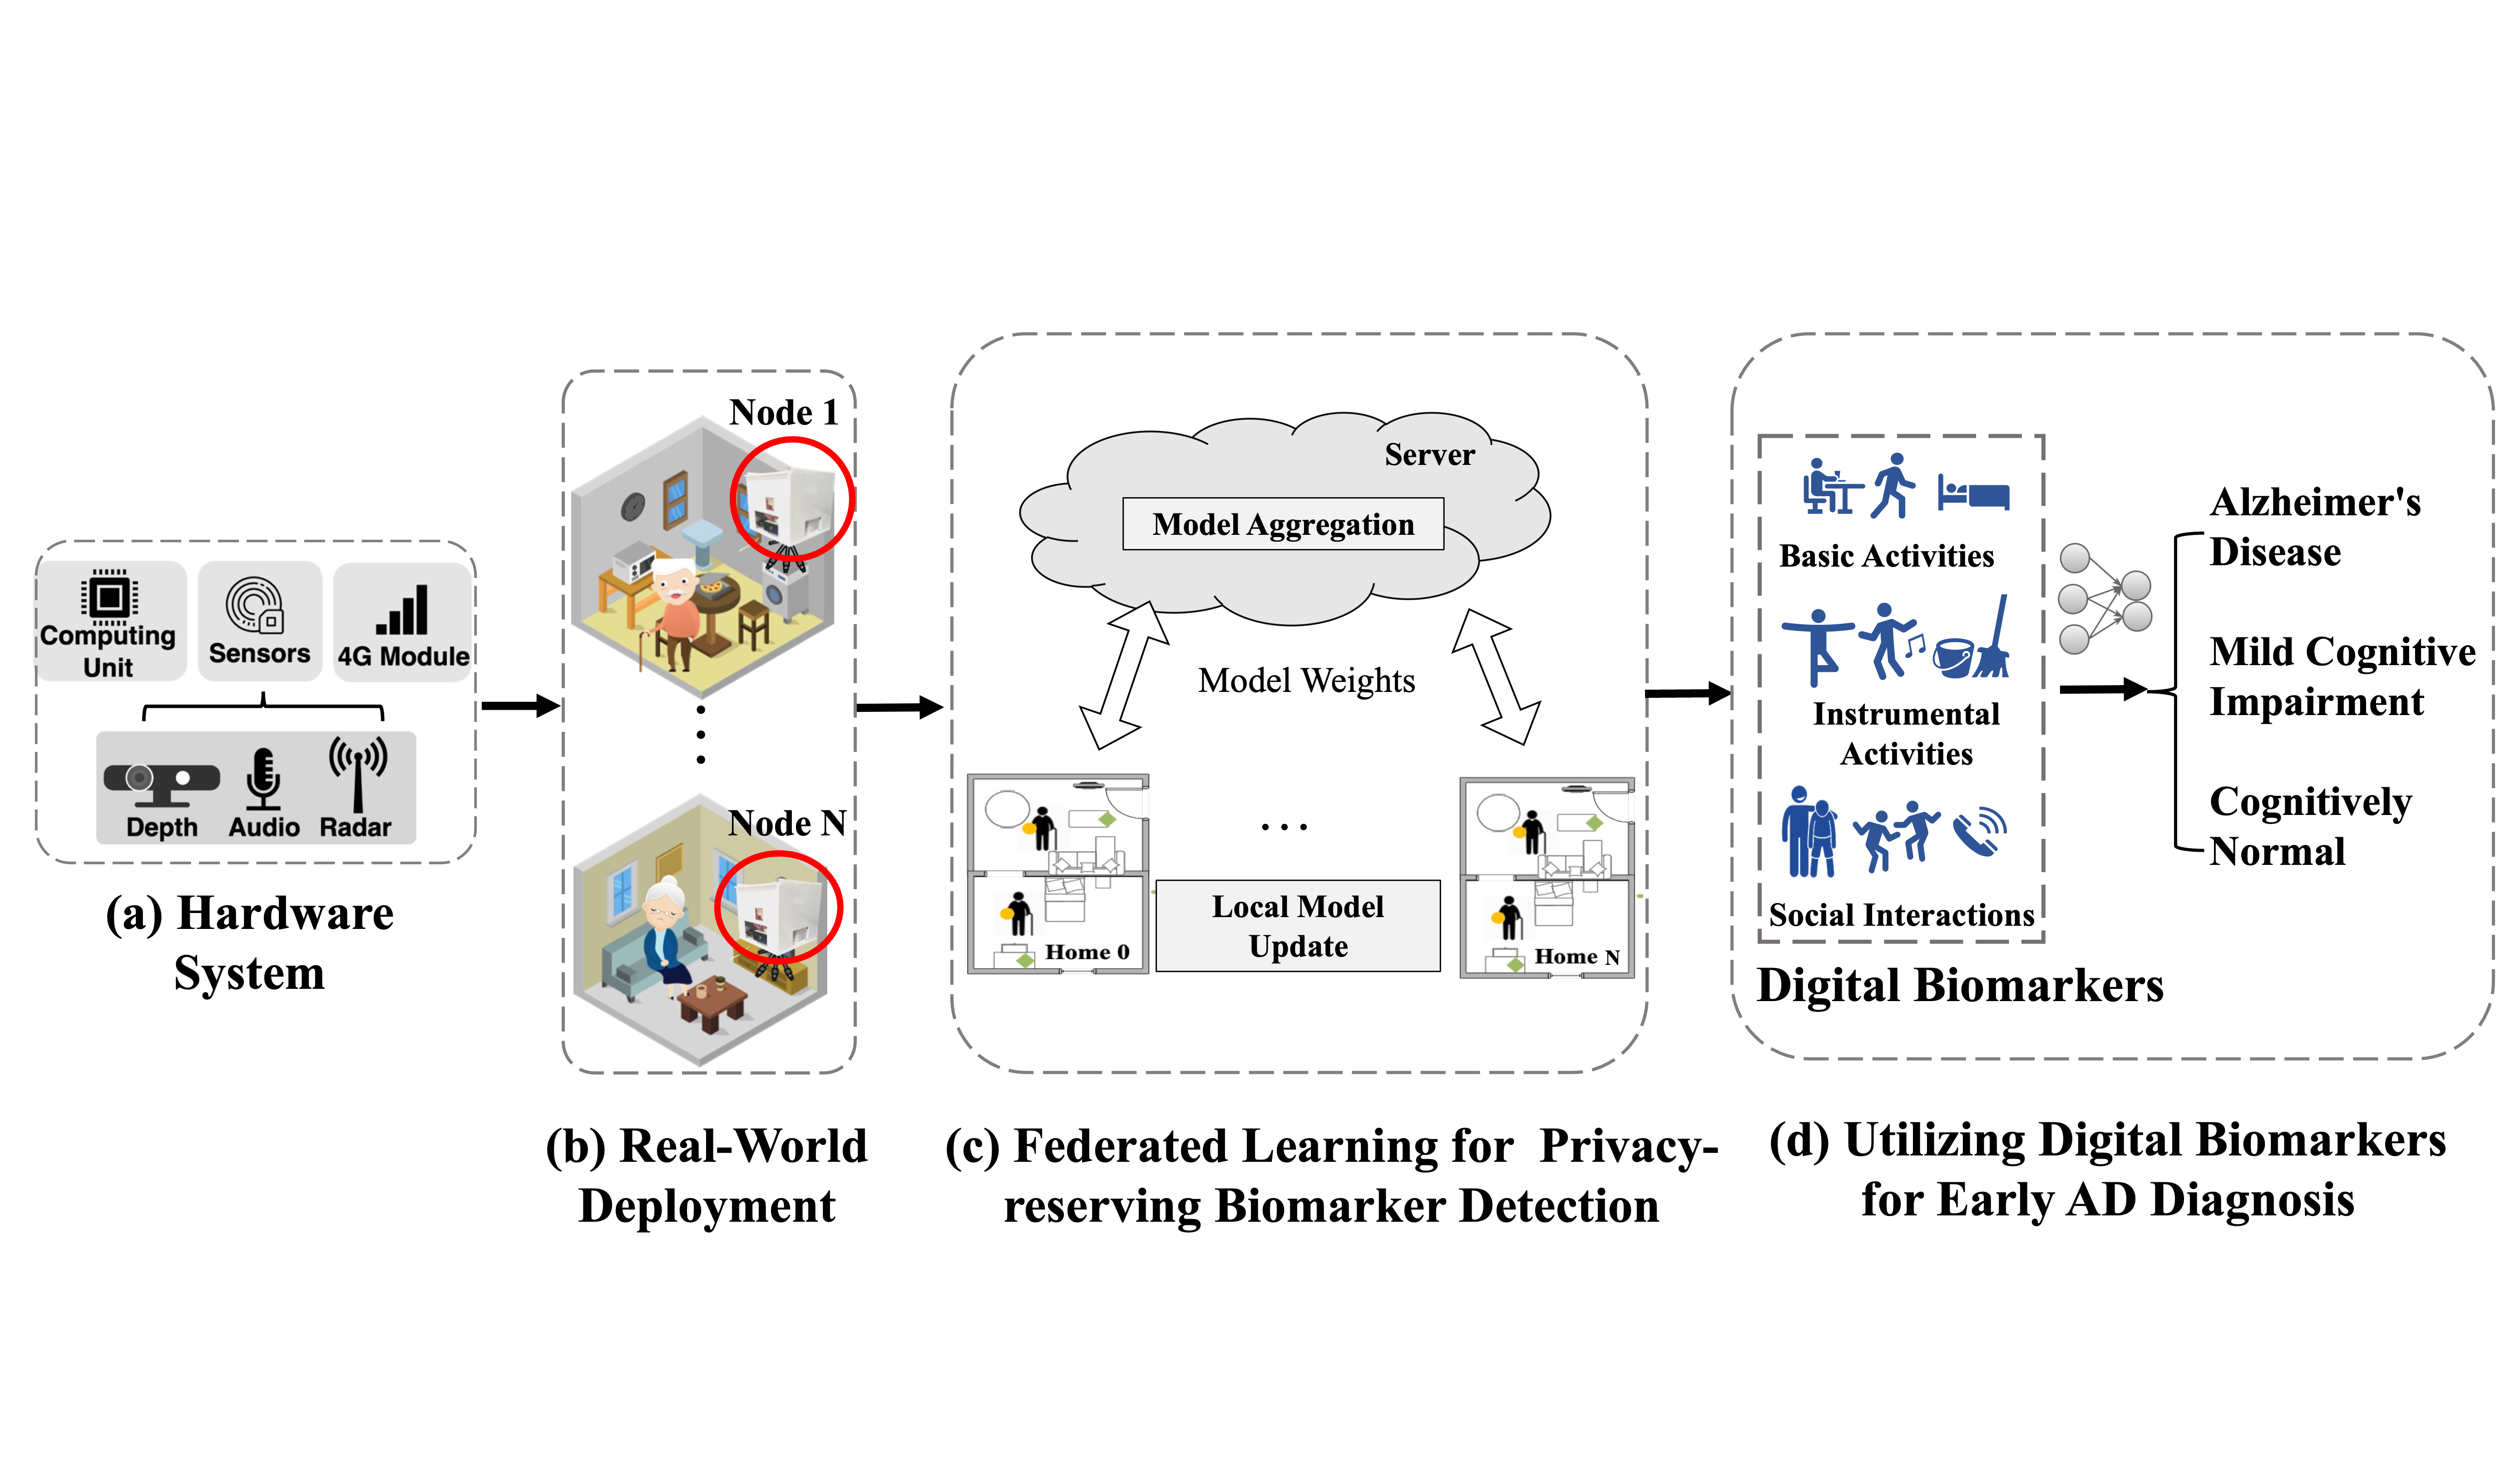 Computing
Unit
Sensors
4G Module
Depth
Audio
Radar
(a) Hardware
System
Node 1
Node N
(b) Real-World
Deployment
Server
Model Aggregation
Model Weights
...
Local Model
Update
Home 0
Home N
(c) Federated Learning for  Privacy-
reserving Biomarker Detection
Basic Activities
Instrumental
Activities
Social Interactions
Digital Biomarkers
Alzheimer's
Disease
Mild Cognitive
Impairment
Cognitively
Normal
(d) Utilizing Digital Biomarkers
for Early AD Diagnosis